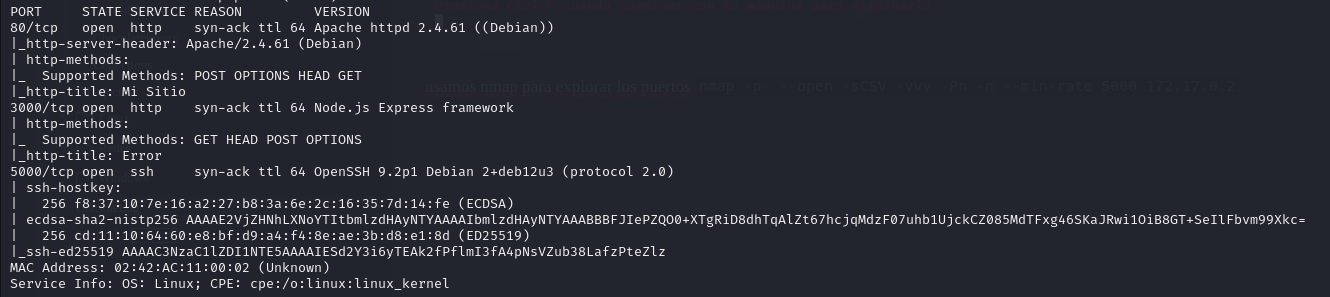 PORT     STATE SERVICE REASON         VERSION
80/tcp   open  http    syn-ack ttl 64 Apache httpd 2.4.61 ((Debian))
|_http-server-header: Apache/2.4.61 (Debian)
| http-methods:
|_  Supported Methods: POST OPTIONS HEAD GET
|_http-title: Mi Sitio
usamos nmap para explorar los puertos nmap -p- --open -sCSV -vvv -Pn -n --min-rate 5000 172.17.0.2
3000/tcp open  http    syn-ack ttl 64 Node.js Express framework
| http-methods:
|_  Supported Methods: GET HEAD POST OPTIONS
|_http-title: Error
5000/tcp open  ssh     syn-ack ttl 64 OpenSSH 9.2p1 Debian 2+deb12u3 (protocol 2.0)
| ssh-hostkey:
|   256 f8:37:10:7e:16:a2:27:b8:3a:6e:2c:16:35:7d:14:fe (ECDSA)
| ecdsa-sha2-nistp256 AAAAE2VjZHNhLXNoYTItbmlzdHAyNTYAAAAIbmlzdHAyNTYAAABBBFJIePZQO0+XTgRiD8dhTqAlZt67hcjqMdzF07uhb1UjckCZ085MdTFxg46SKaJRwi1OiB8GT+SeIlFbvm99Xkc=
|   256 cd:11:10:64:60:e8:bf:d9:a4:f4:8e:ae:3b:d8:e1:8d (ED25519)
|_ssh-ed25519 AAAAC3NzaC1lZDI1NTE5AAAAIESd2Y3i6yTEAk2fPflmI3fA4pNsVZub38LafzPteZlz
MAC Address: 02:42:AC:11:00:02 (Unknown)
Service Info: OS: Linux; CPE: cpe:/o:linux:linux_kernel